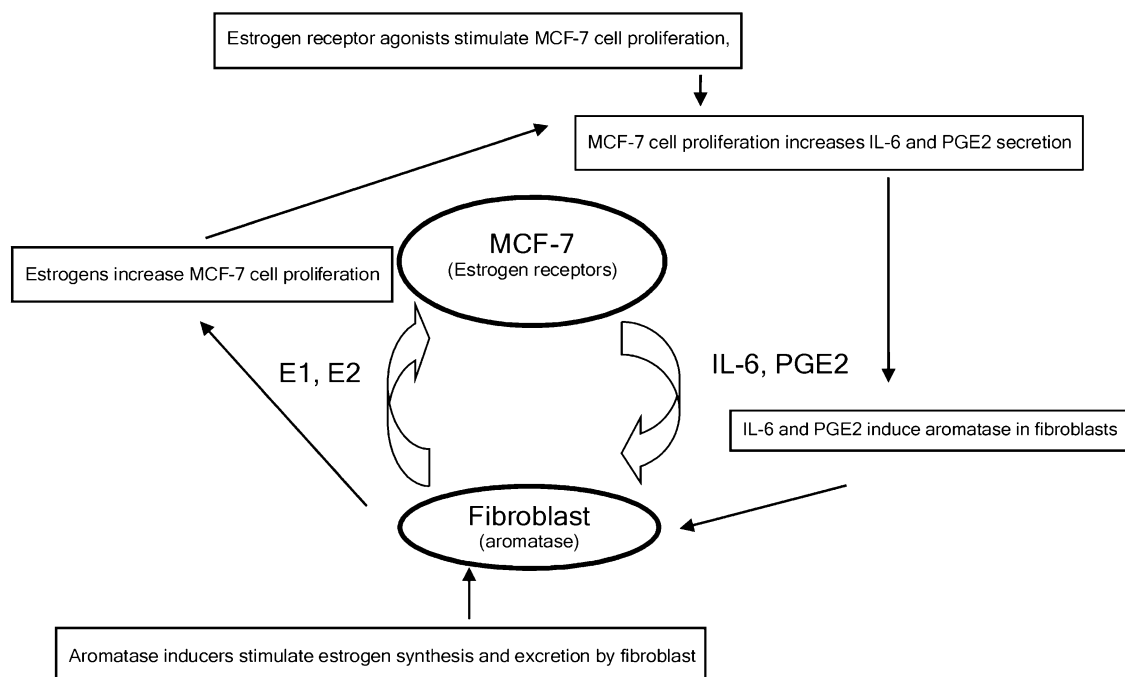 Estrogen receptor agonists stimulate MCF-7 cell proliferation,
MCF-7 cell proliferation increases IL-6 and PGE2 secretion
MCF-7
(Estrogen receptors)
Estrogens increase MCF-7 cell proliferation
E1, E2
IL-6, PGE2
IL-6 and PGE2 induce aromatase in fibroblasts
Fibroblast
(aromatase)
Aromatase inducers stimulate estrogen synthesis and excretion by fibroblast